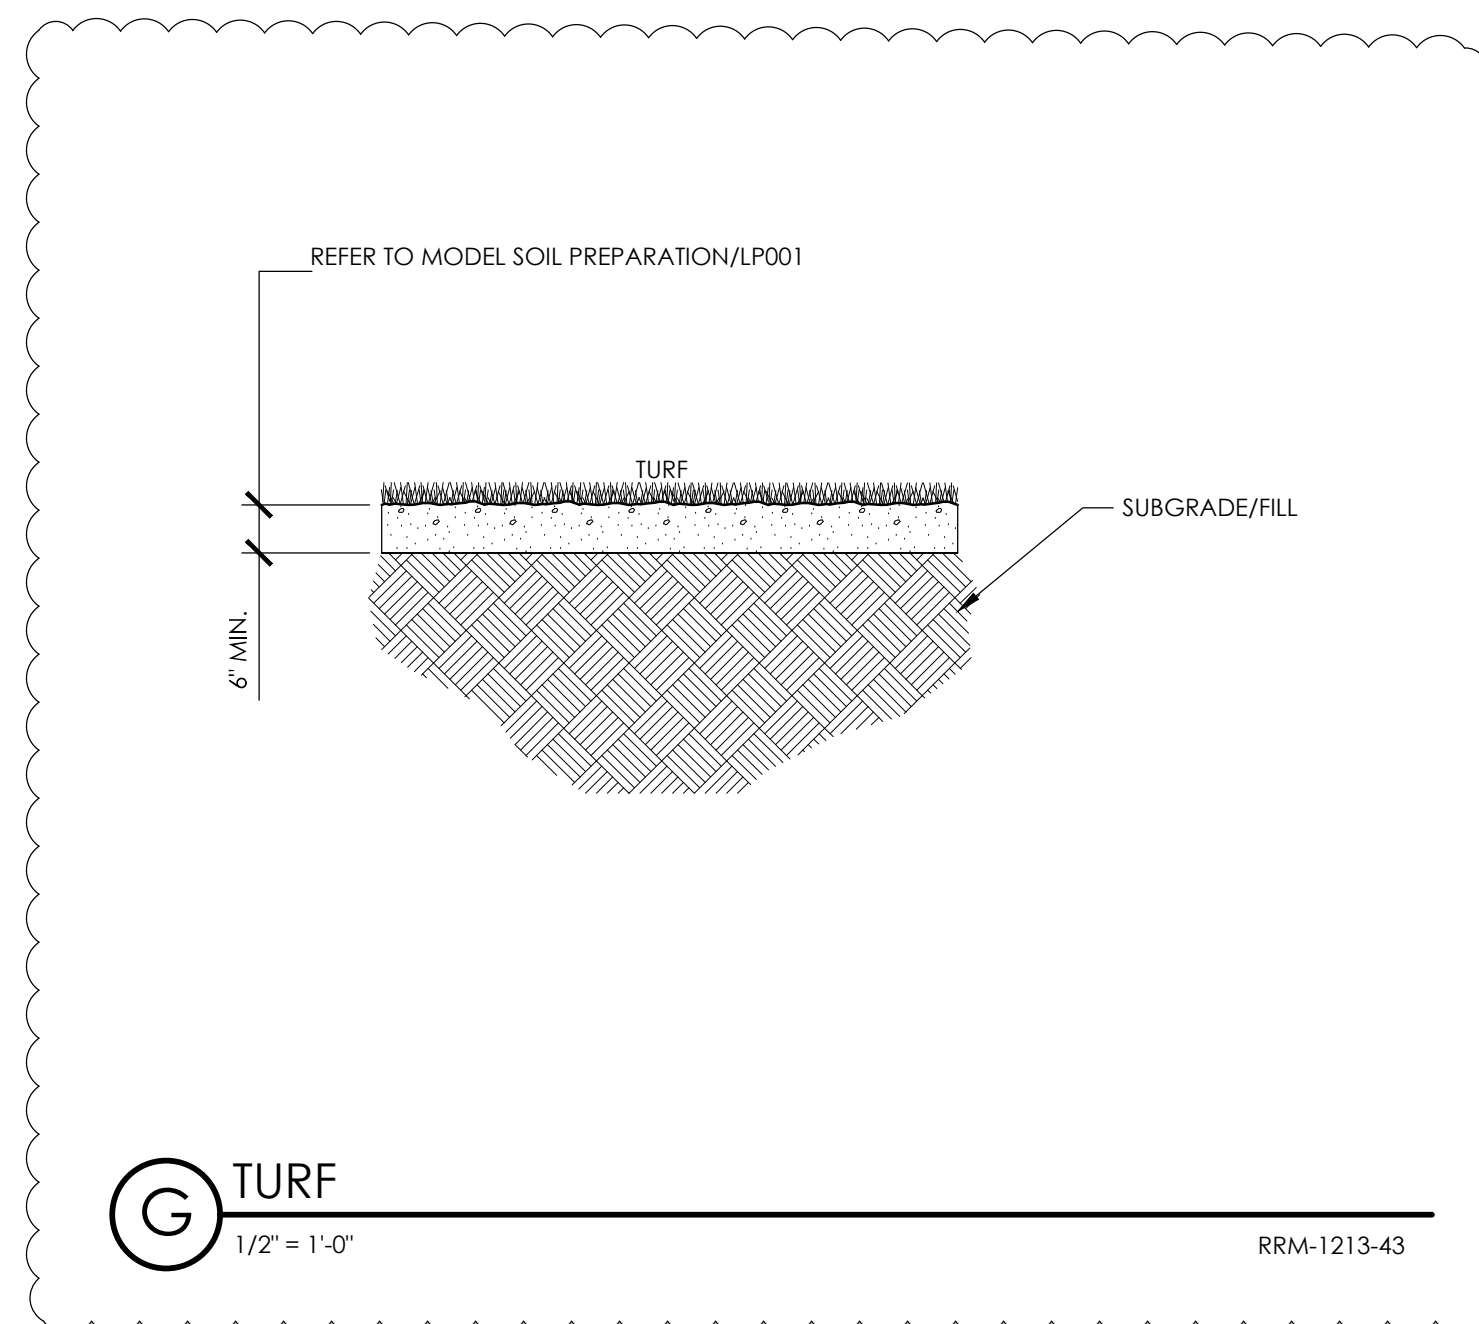 REFER TO MODEL SOIL PREPARATION/LP001
TURF
SUBGRADE/FILL
6" MIN.
G
TURF
1/2" = 1'-0"
RRM-1213-43